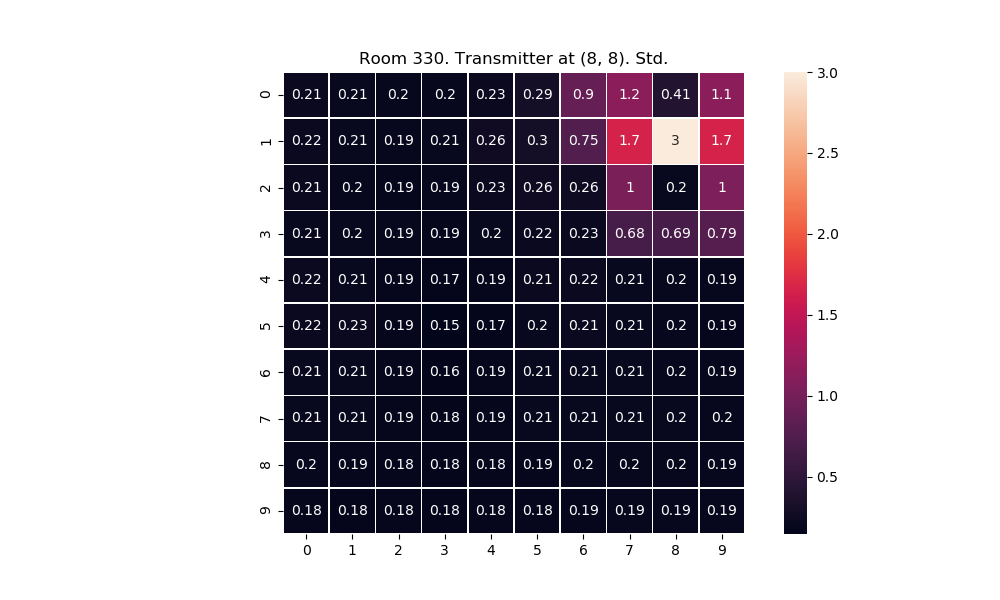 Room 330. Transmitter at (8, 8). Std.
0 0.21 0.21 0.2 0.2 0.23 0.29 0.9 1.2 0.41 1.1
1 0.22 0.21 0.19 0.21 0.26 0.3 0.75 1.7 3 1.7
2 0.21 0.2 0.19 0.19 0.23 0.26 0.26 1 0.2 1
3 0.21 0.2 0.19 0.19 0.2 0.22 0.23 0.68 0.69 0.79
4 0.22 0.21 0.19 0.17 0.19 0.21 0.22 0.21 0.2 0.19
5 0.22 0.23 0.19 0.15 0.17 0.2 0.21 0.21 0.2 0.19
6 0.21 0.21 0.19 0.16 0.19 0.21 0.21 0.21 0.2 0.19
7 0.21 0.21 0.19 0.18 0.19 0.21 0.21 0.21 0.2 0.2
8 0.2 0.19 0.18 0.18 0.18 0.19 0.2 0.2 0.2 0.19
9 0.18 0.18 0.18 0.18 0.18 0.18 0.19 0.19 0.19 0.19
0 1 2 3 4 5 6 7 8 9
3.0
2.5
2.0
1.5
1.0
0.5